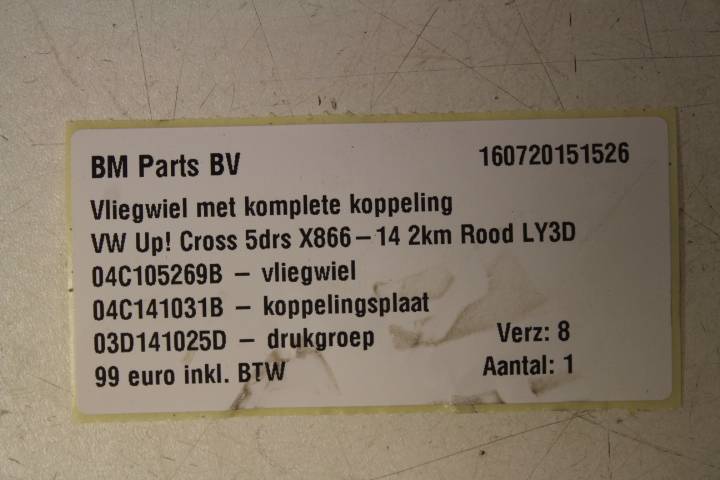 BM Parts BV 160720151526
Vliegwiel met komplete koppeling
VW Up! Cross 5drs X866-14 2km Rood LY3D
04C105269B - vliegwiel
04C141031B - koppelingsplaat
03D141025D - drukgroep Verz: 8
99 euro inkl. BTW Aantal: 1